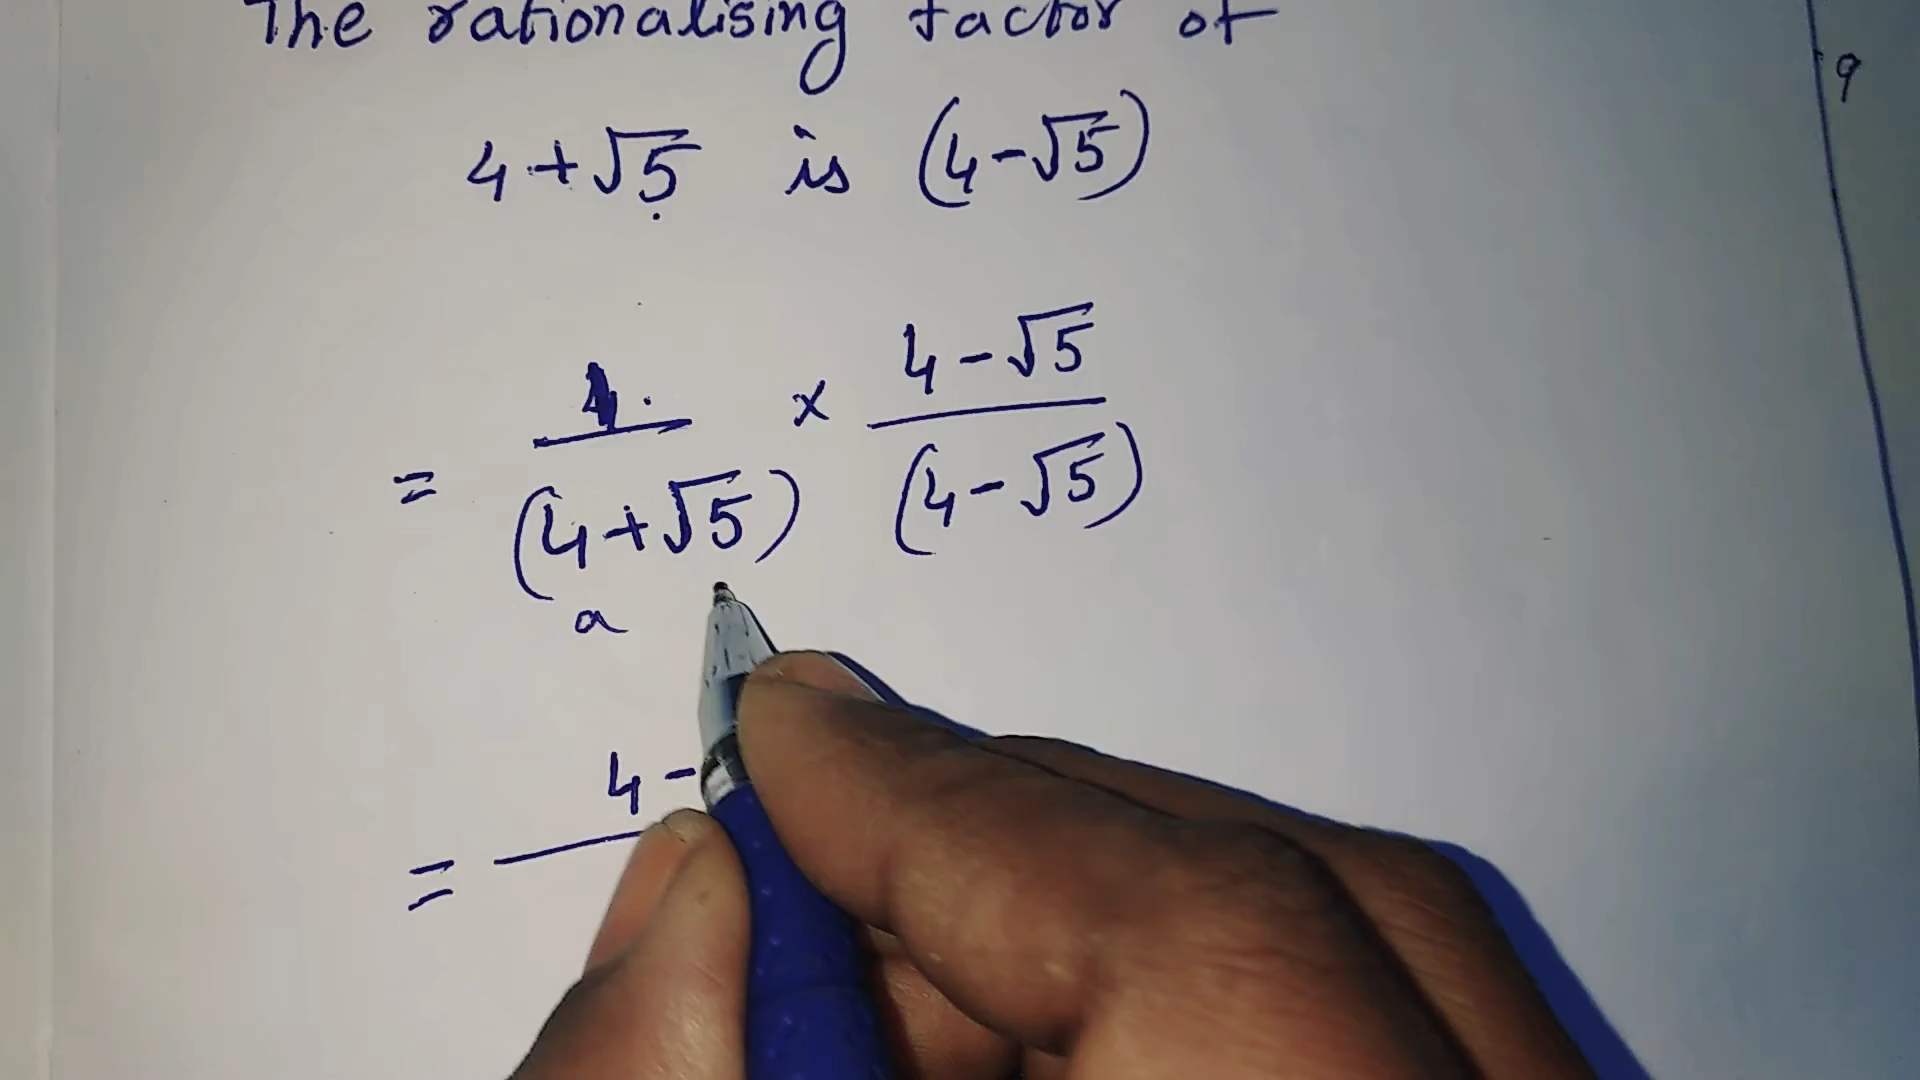 The rationalising factor of
4+√5 is (4-√5)
= 1/(4+√5) × (4-√5)/(4-√5)
a
= 4-
9